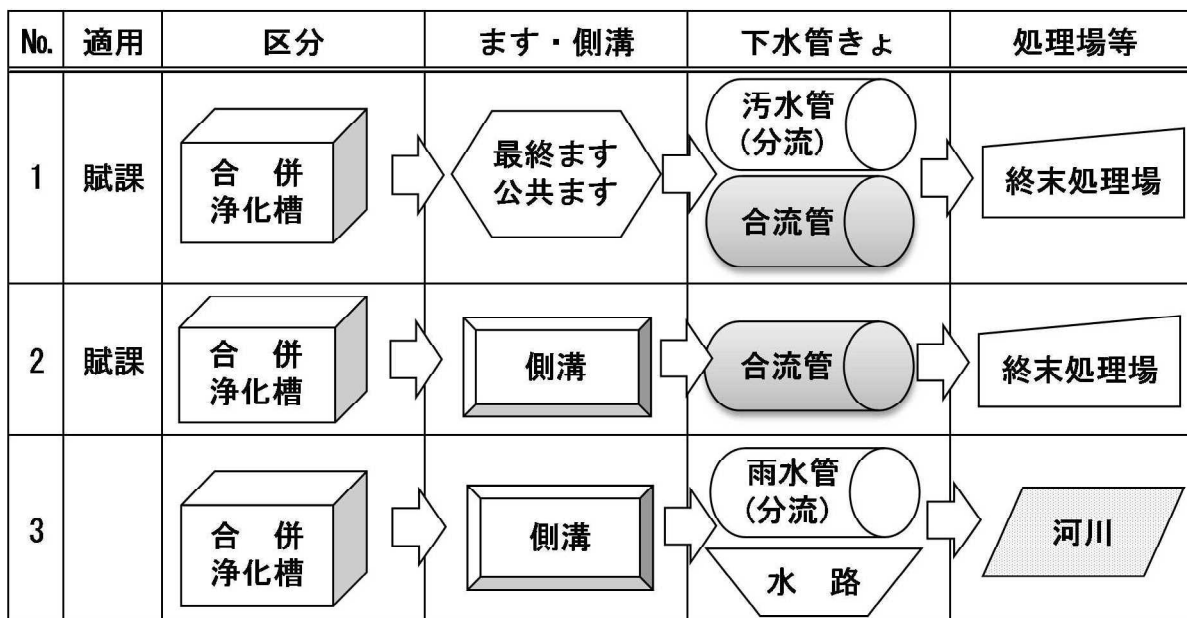 No. 適用 区分 ます・側溝 下水管きょ 処理場等
1 賦課
合 併
浄化槽
最終ます
公共ます
汚水管
(分流)
合流管
終末処理場
2 賦課
合 併
浄化槽
側溝
合流管
終末処理場
3
合 併
浄化槽
側溝
雨水管
(分流)
水 路
河川